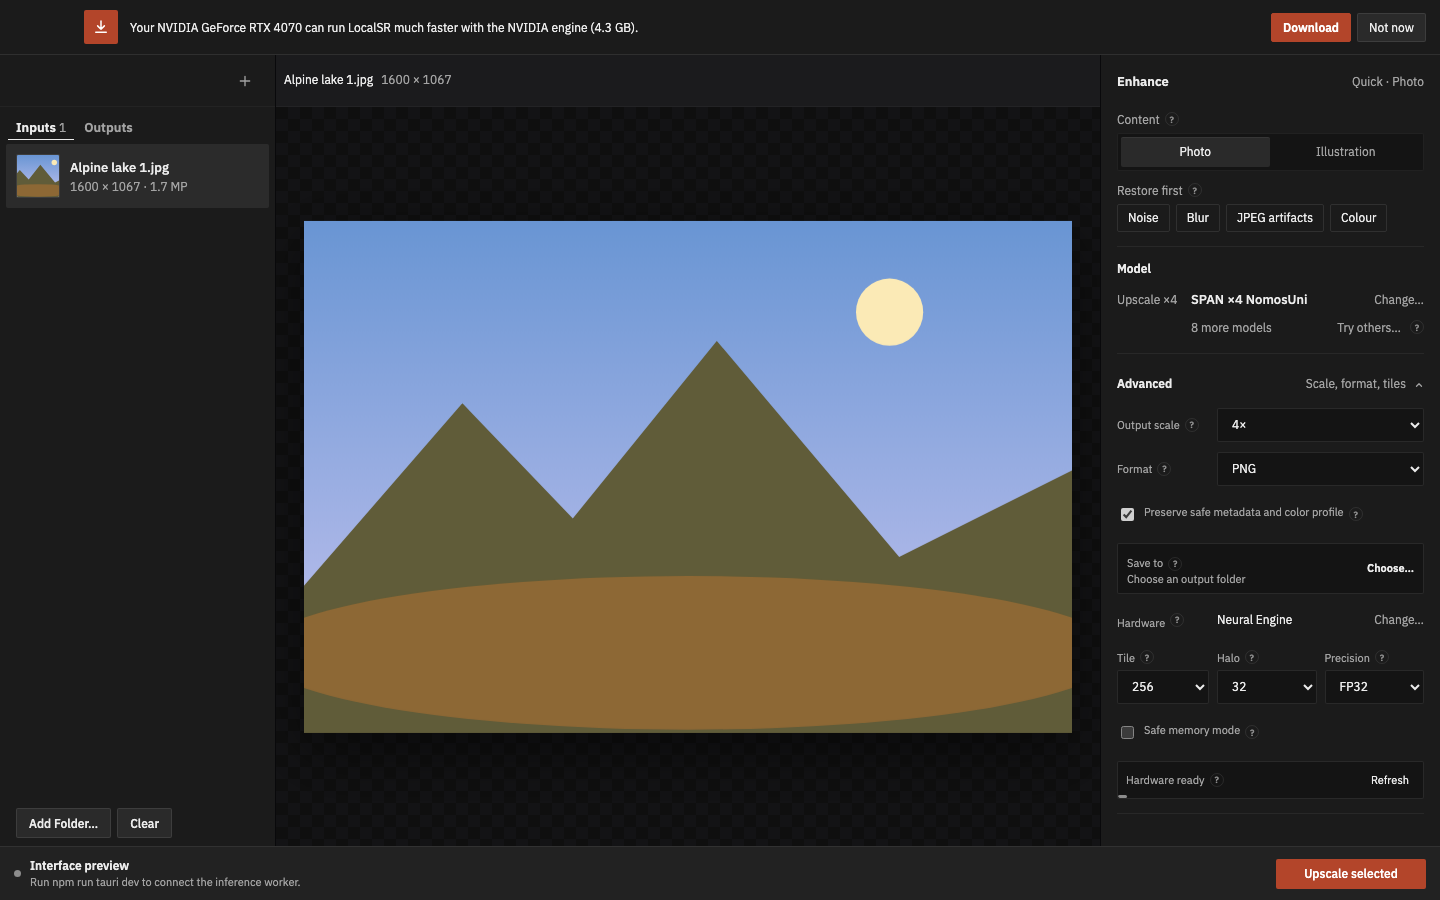 Your NVIDIA GeForce RTX 4070 can run LocalSR much faster with the NVIDIA engine (4.3 GB).
Download
Not now
+
Inputs 1
Outputs
Alpine lake 1.jpg
1600 × 1067 · 1.7 MP
Add Folder...
Clear
Alpine lake 1.jpg 1600 × 1067
Enhance
Quick · Photo
Content ?
Photo
Illustration
Restore first ?
Noise
Blur
JPEG artifacts
Colour
Model
Upscale ×4 SPAN ×4 NomosUni Change...
8 more models Try others... ?
Advanced
Scale, format, tiles
Output scale ? 4×
Format ? PNG
Preserve safe metadata and color profile ?
Save to ?
Choose an output folder
Choose...
Hardware ? Neural Engine Change...
Tile ? Halo ? Precision ?
256 32 FP32
Safe memory mode ?
Hardware ready ? Refresh
Interface preview
Run npm run tauri dev to connect the inference worker.
Upscale selected